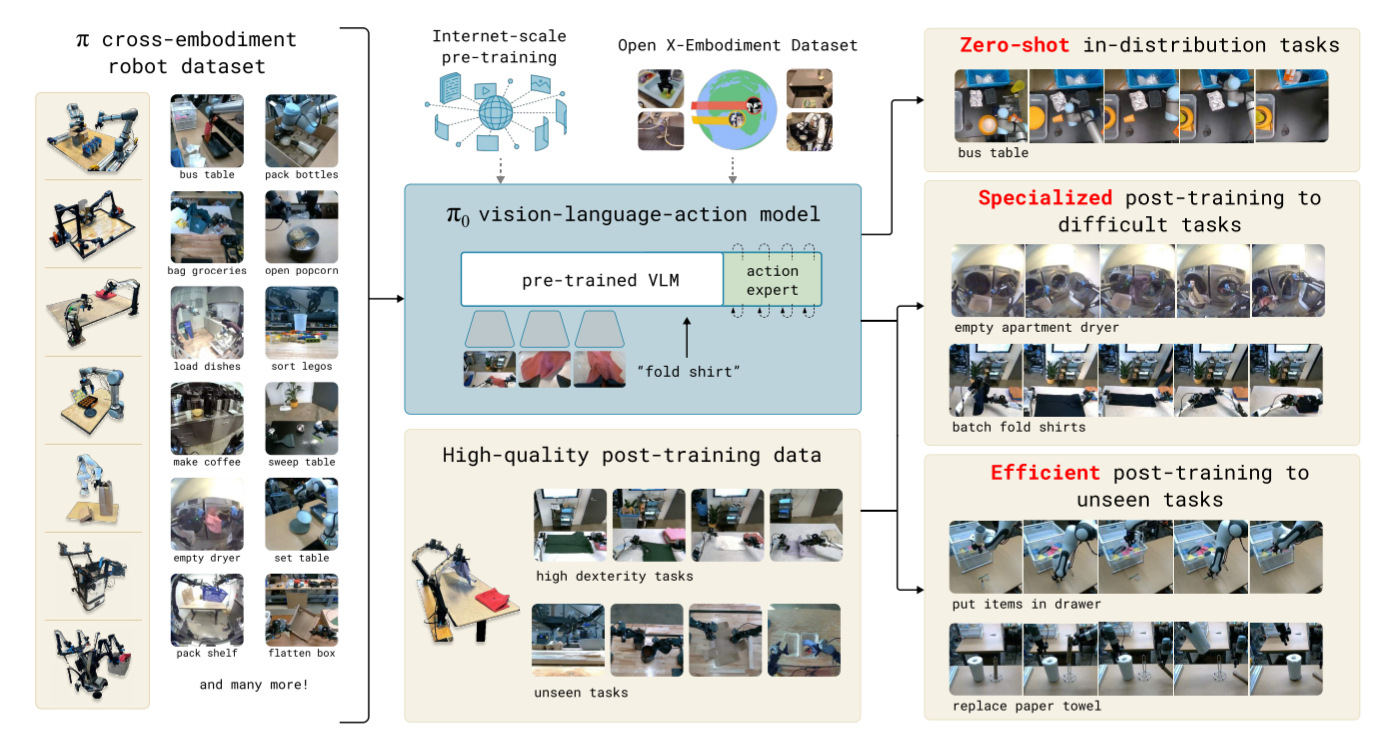 π cross-embodiment
robot dataset
bus table
pack bottles
bag groceries
open popcorn
load dishes
sort legos
make coffee
sweep table
empty dryer
set table
pack shelf
flatten box
and many more!
Internet-scale
pre-training
Open X-Embodiment Dataset
π₀ vision-language-action model
pre-trained VLM
action
expert
"fold shirt"
High-quality post-training data
high dexterity tasks
unseen tasks
Zero-shot in-distribution tasks
bus table
Specialized post-training to
difficult tasks
empty apartment dryer
batch fold shirts
Efficient post-training to
unseen tasks
put items in drawer
replace paper towel